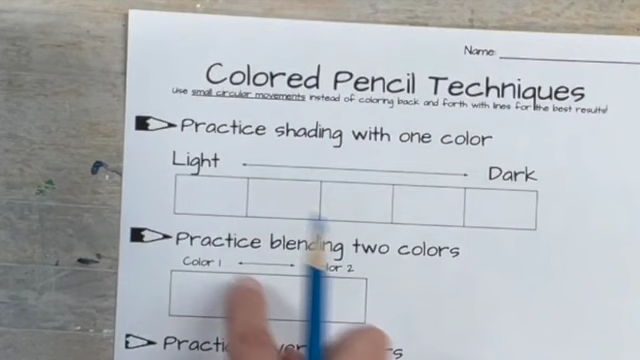 Name:
Colored Pencil Techniques
Use small circular movements instead of coloring back and forth with lines for the best results!
Practice shading with one color
Light Dark
Practice blending two colors
Color 1 2